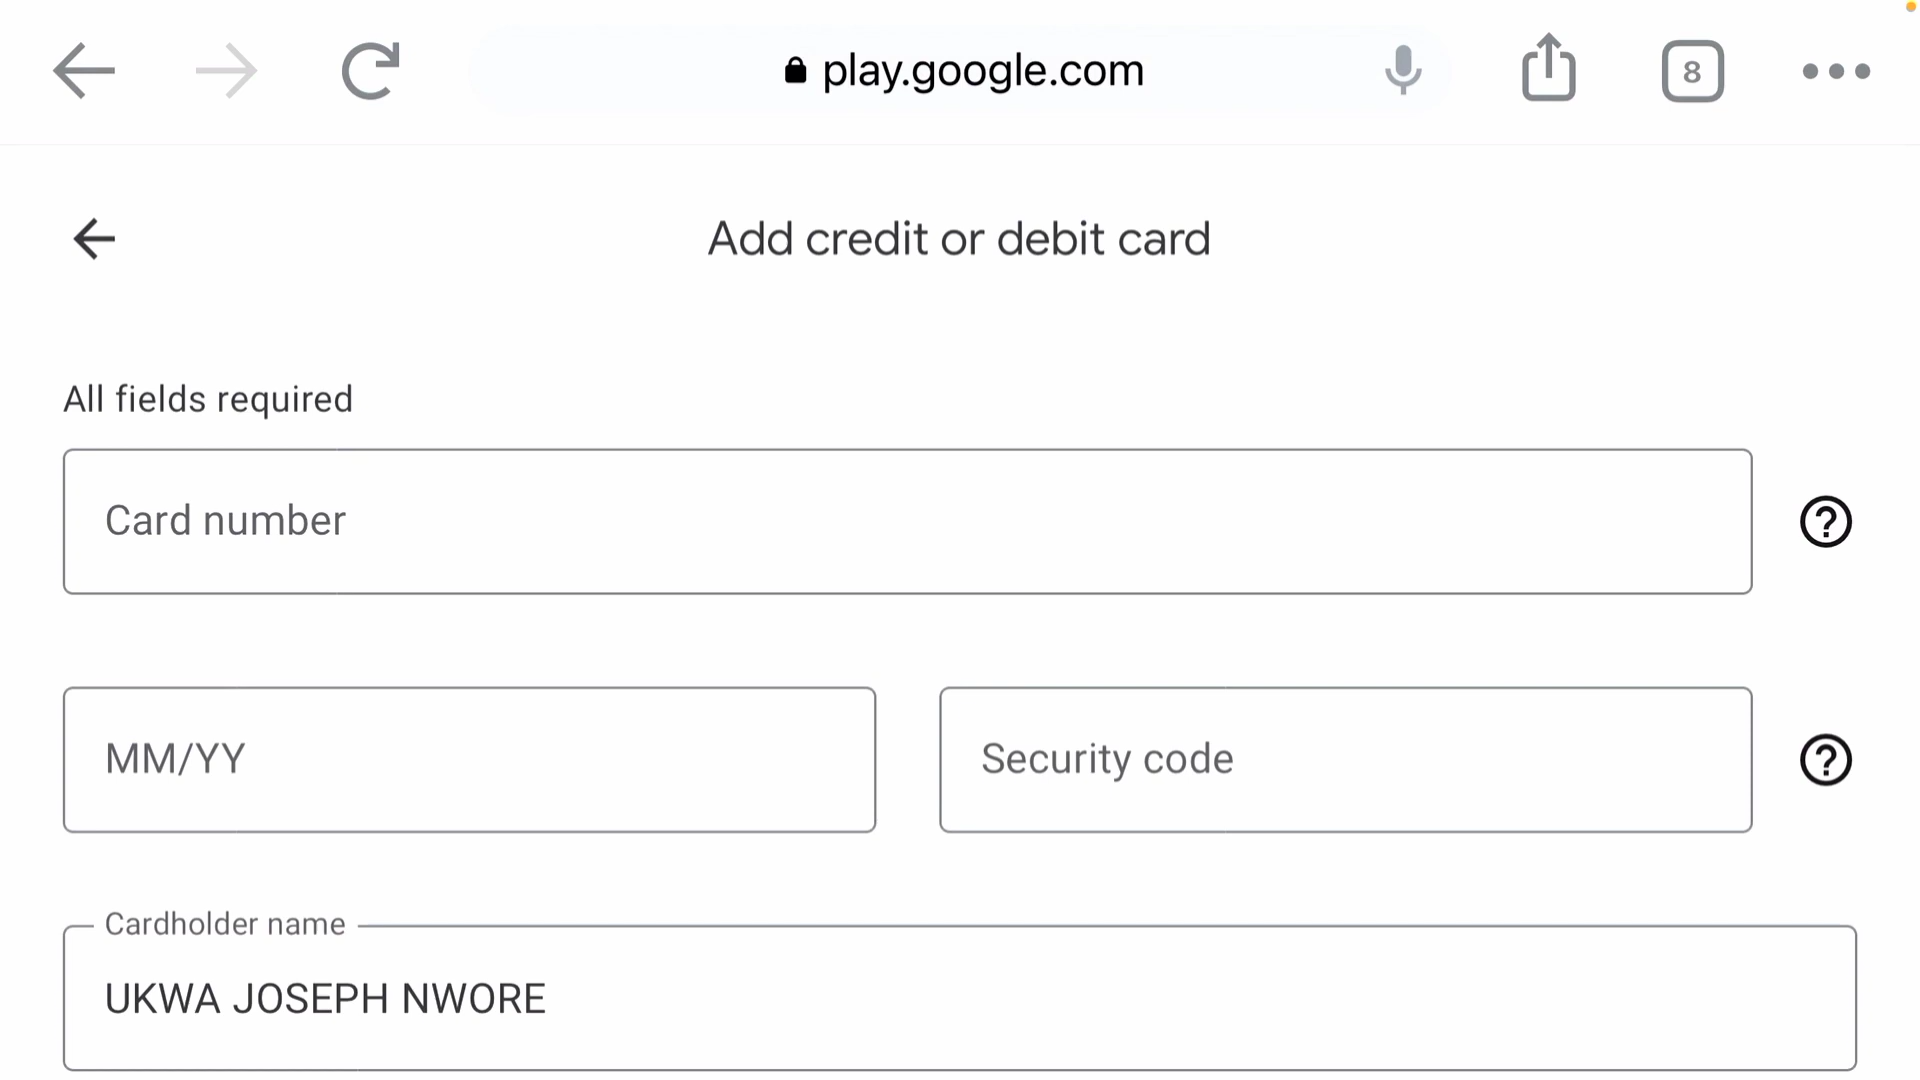 play.google.com
8
Add credit or debit card
All fields required
Card number
MM/YY
Security code
Cardholder name
UKWA JOSEPH NWORE